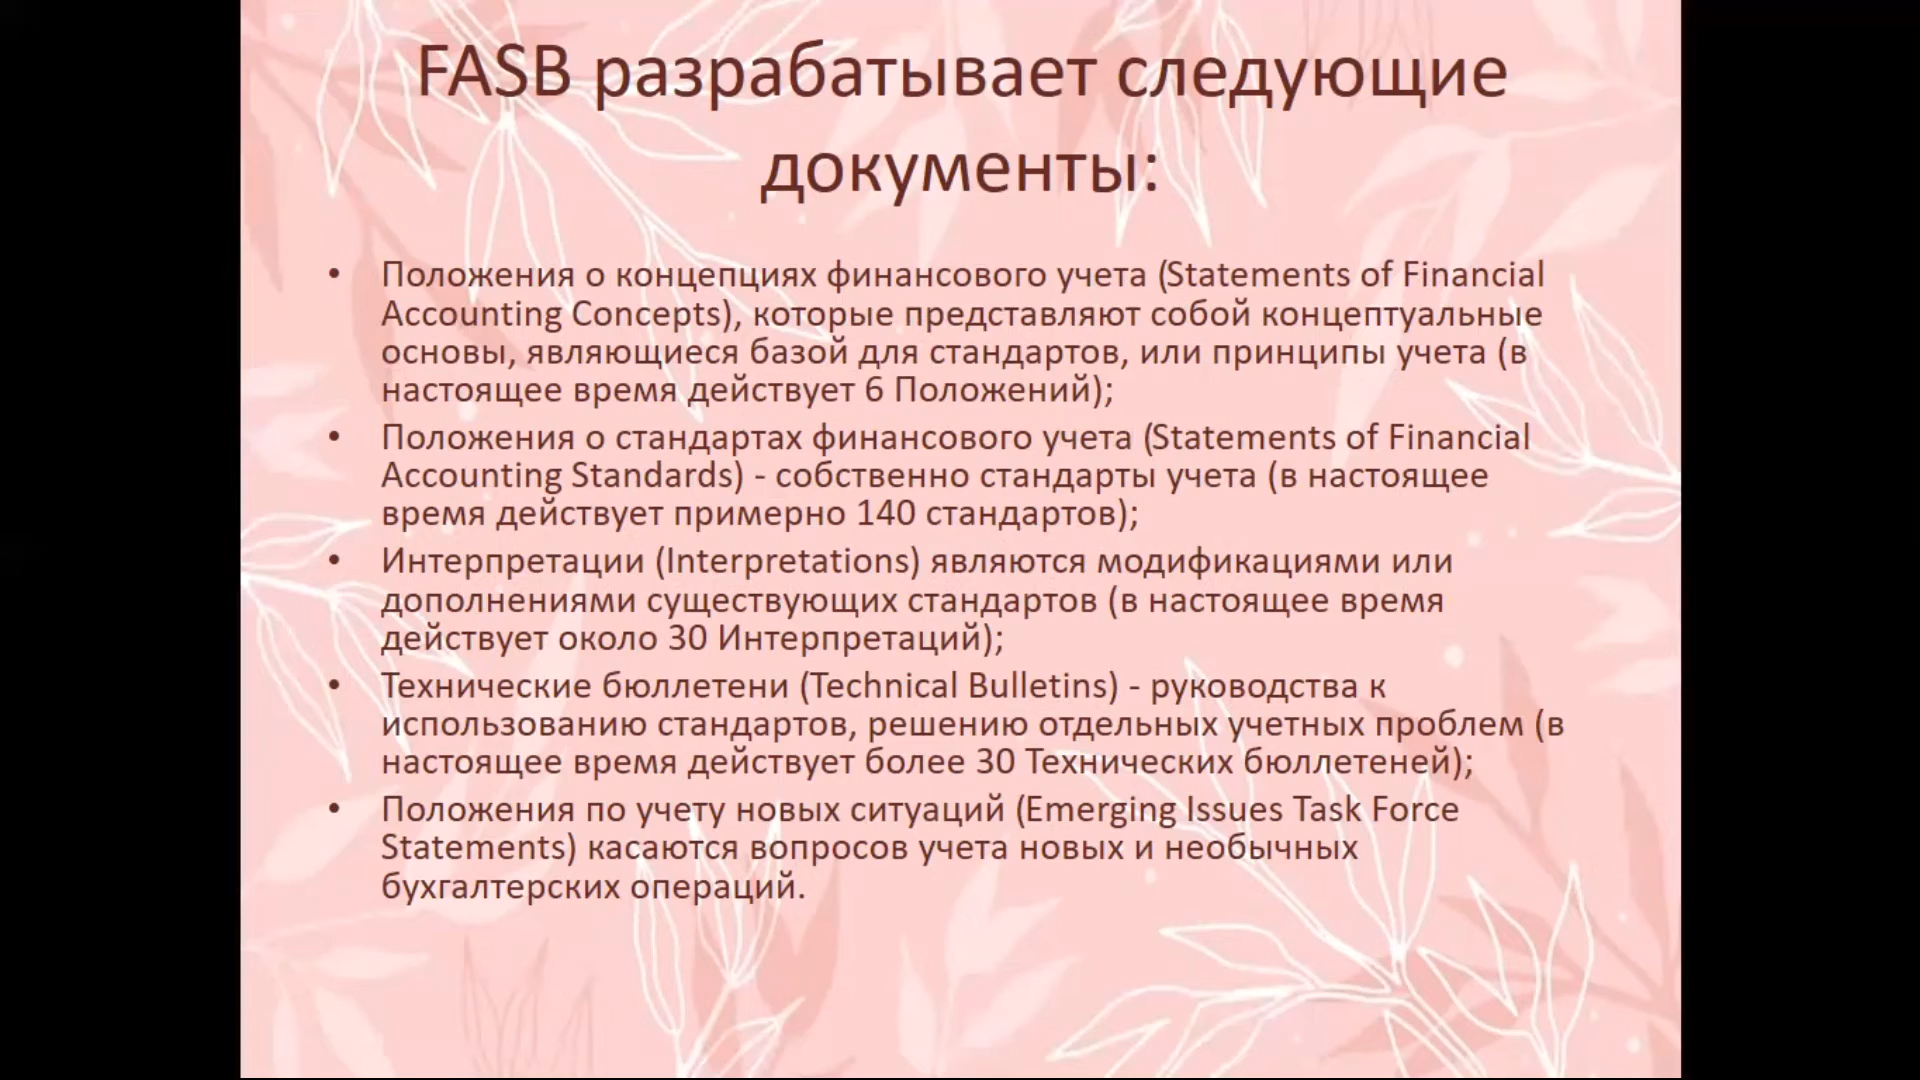 FASB разрабатывает следующие
документы:
• Положения о концепциях финансового учета (Statements of Financial
Accounting Concepts), которые представляют собой концептуальные
основы, являющиеся базой для стандартов, или принципы учета (в
настоящее время действует 6 Положений);
• Положения о стандартах финансового учета (Statements of Financial
Accounting Standards) - собственно стандарты учета (в настоящее
время действует примерно 140 стандартов);
• Интерпретации (Interpretations) являются модификациями или
дополнениями существующих стандартов (в настоящее время
действует около 30 Интерпретаций);
• Технические бюллетени (Technical Bulletins) - руководства к
использованию стандартов, решению отдельных учетных проблем (в
настоящее время действует более 30 Технических бюллетеней);
• Положения по учету новых ситуаций (Emerging Issues Task Force
Statements) касаются вопросов учета новых и необычных
бухгалтерских операций.